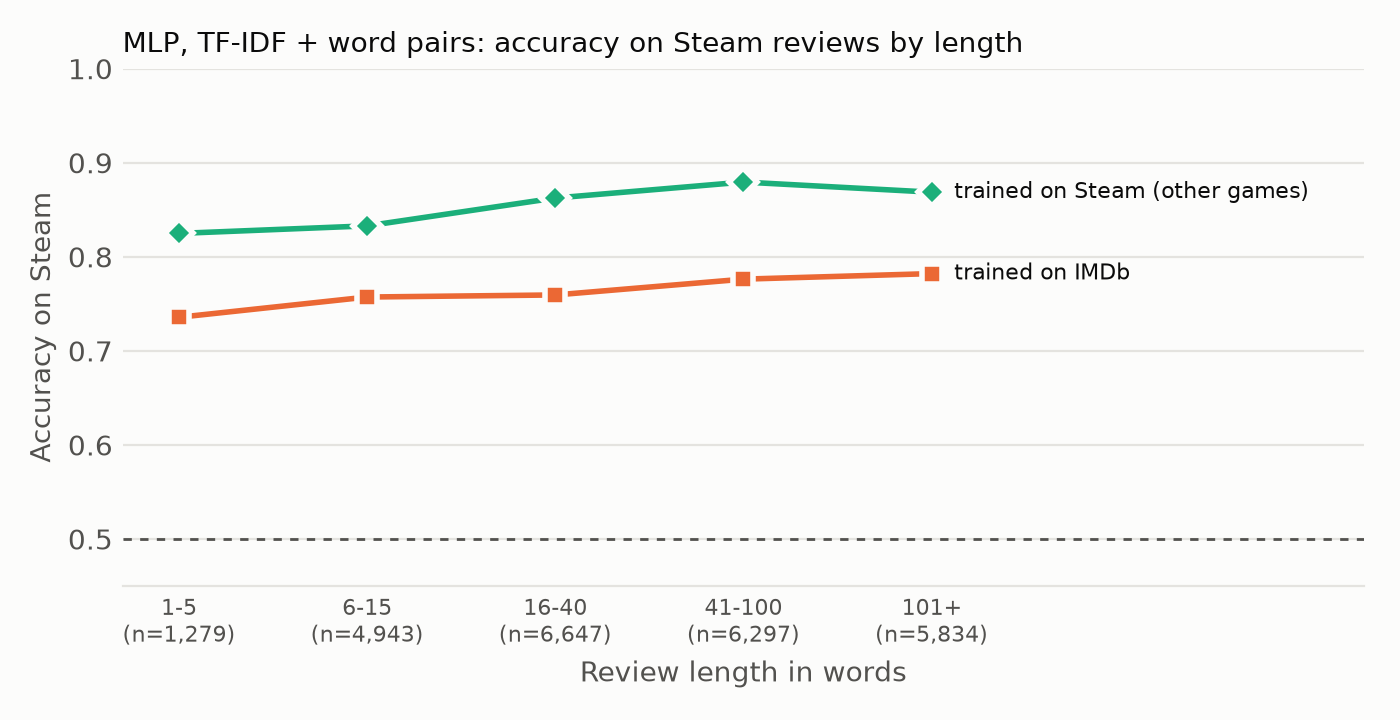 MLP, TF-IDF + word pairs: accuracy on Steam reviews by length
1.0
0.9
0.8
0.7
0.6
0.5
Accuracy on Steam
trained on Steam (other games)
trained on IMDb
1-5
(n=1,279)
6-15
(n=4,943)
16-40
(n=6,647)
41-100
(n=6,297)
101+
(n=5,834)
Review length in words